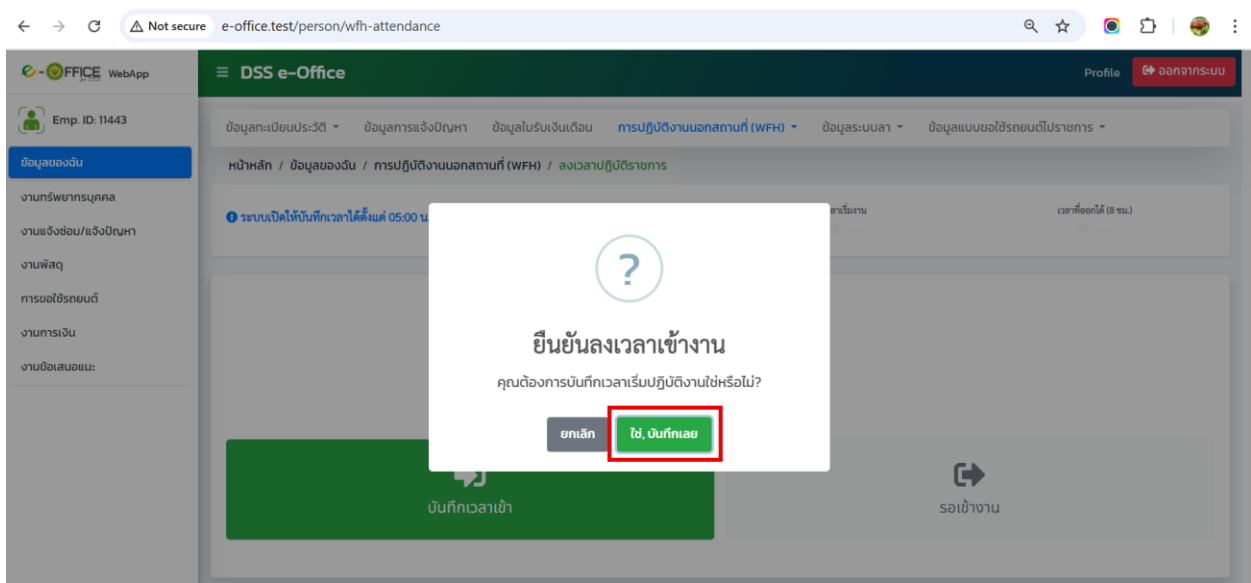 Not secure e-office.test/person/wfh-attendance
e-OFFICE WebApp
≡ DSS e-Office
Profile
ออกจากระบบ
Emp. ID: 11443
ข้อมูลทะเบียนประวัติ
ข้อมูลการแจ้งปัญหา
ข้อมูลใบรับเงินเดือน
การปฏิบัติงานนอกสถานที่ (WFH)
ข้อมูลระบบลา
ข้อมูลแบบขอใช้รถยนต์ไปราชการ
ข้อมูลของฉัน
หน้าหลัก / ข้อมูลของฉัน / การปฏิบัติงานนอกสถานที่ (WFH) / ลงเวลาปฏิบัติราชการ
งานทรัพยากรบุคคล
งานแจ้งซ่อม/แจ้งปัญหา
งานพัสดุ
การขอใช้รถยนต์
งานการเงิน
งานข้อเสนอแนะ
ระบบเปิดให้บันทึกเวลาได้ตั้งแต่ 05:00 น
เวลาที่ออกได้ (8 ชม.)
?
ยืนยันลงเวลาเข้างาน
คุณต้องการบันทึกเวลาเริ่มปฏิบัติงานใช่หรือไม่?
ยกเลิก
ใช่, บันทึกเลย
บันทึกเวลาเข้า
รอเข้างาน